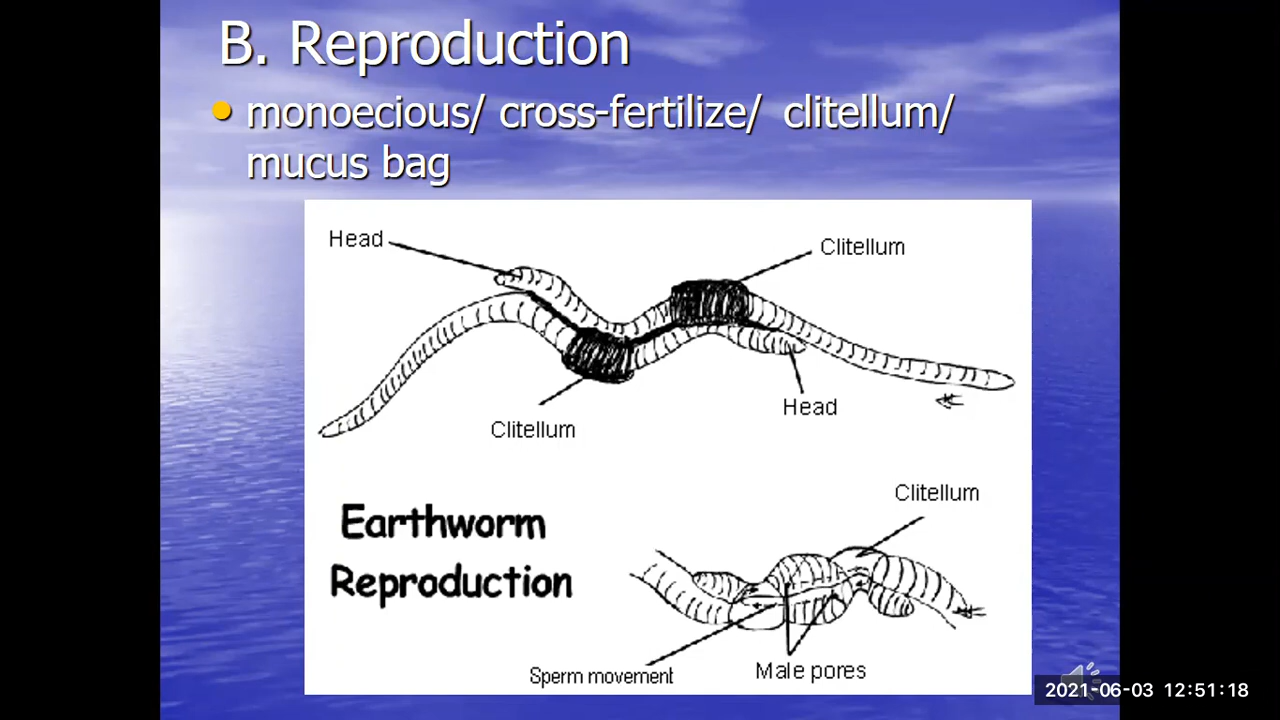 B. Reproduction
monoecious/ cross-fertilize/ clitellum/
mucus bag
Head
Clitellum
Head
Clitellum
Clitellum
Earthworm
Reproduction
Sperm movement
Male pores
2021-06-03 12:51:18